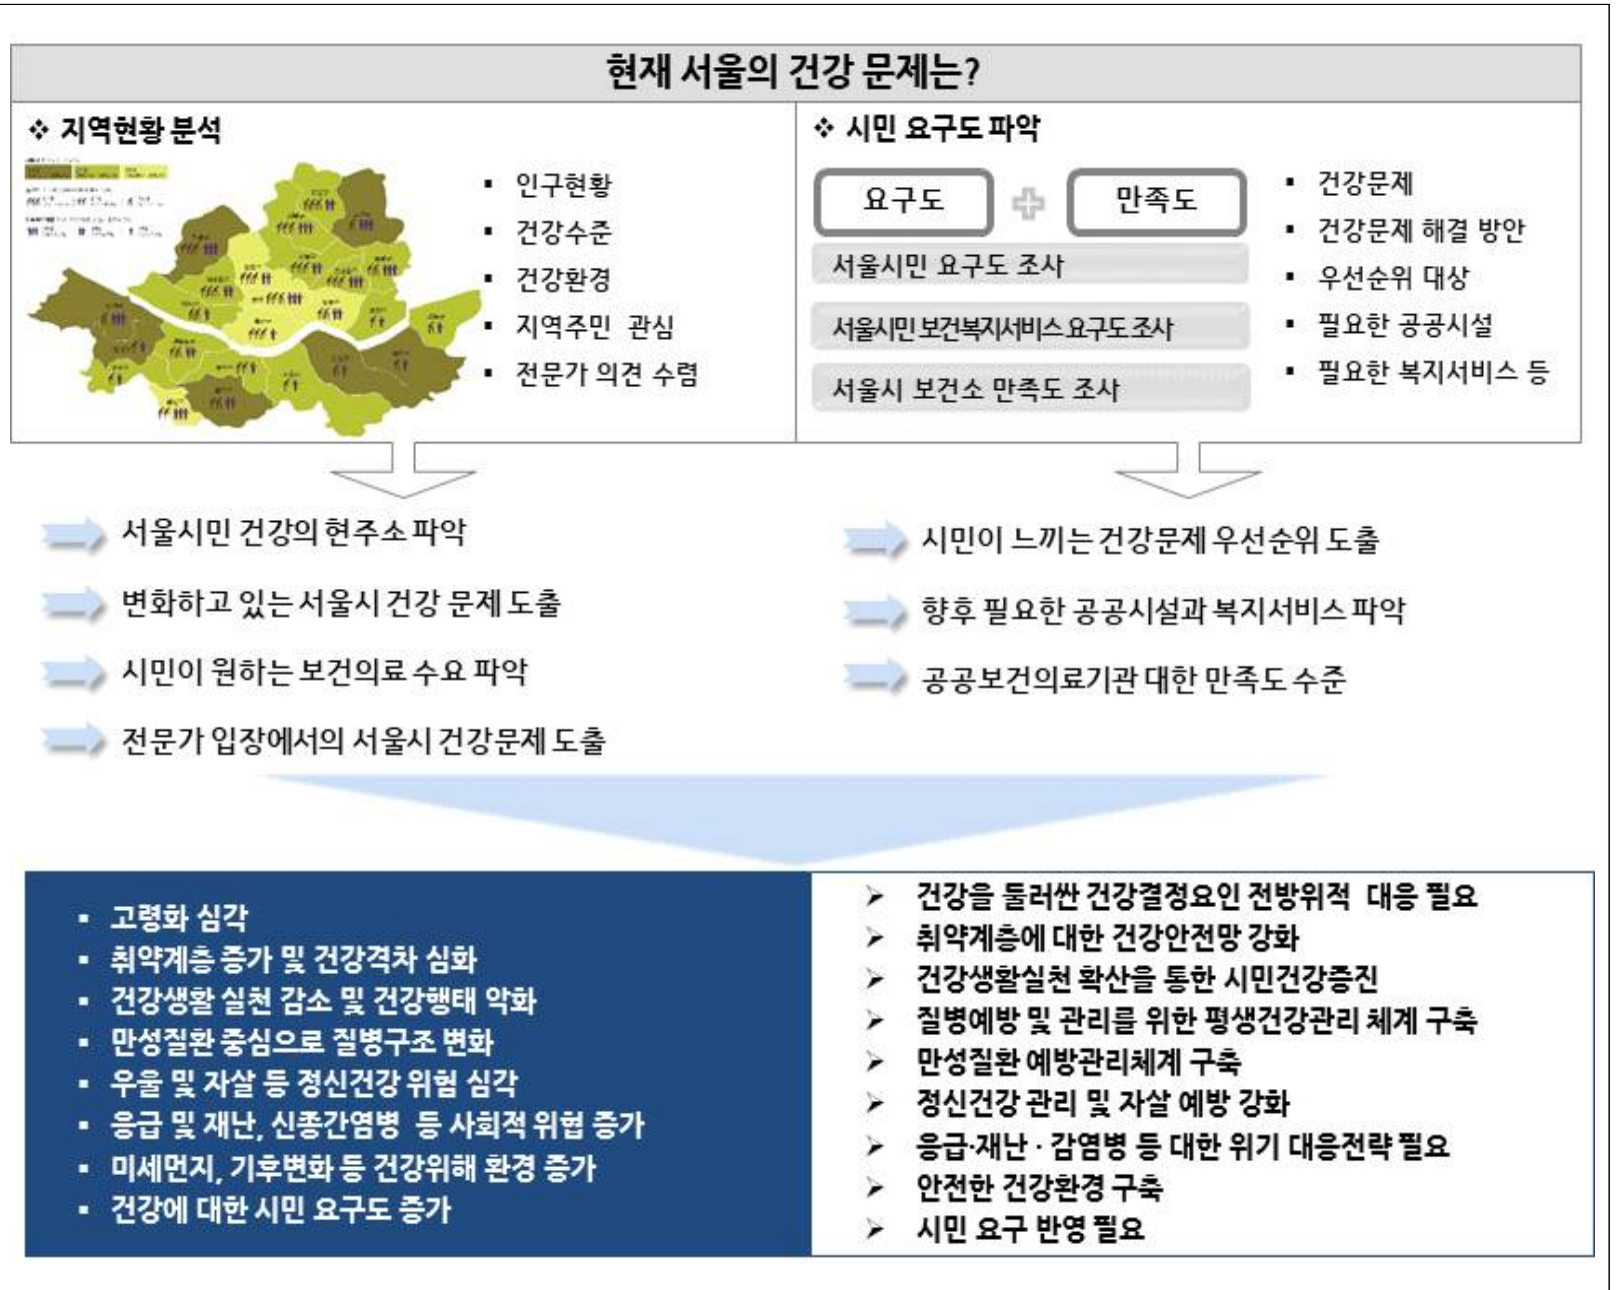 현재 서울의 건강 문제는?
❖ 지역현황 분석
▪ 인구현황
▪ 건강수준
▪ 건강환경
▪ 지역주민 관심
▪ 전문가 의견 수렴
❖ 시민 요구도 파악
요구도
만족도
서울시민 요구도 조사
서울시민 보건복지서비스 요구도 조사
서울시 보건소 만족도 조사
▪ 건강문제
▪ 건강문제 해결 방안
▪ 우선순위 대상
▪ 필요한 공공시설
▪ 필요한 복지서비스 등
서울시민 건강의 현주소 파악
변화하고 있는 서울시 건강 문제 도출
시민이 원하는 보건의료 수요 파악
전문가 입장에서의 서울시 건강문제 도출
시민이 느끼는 건강문제 우선순위 도출
향후 필요한 공공시설과 복지서비스 파악
공공보건의료기관 대한 만족도 수준
▪ 고령화 심각
▪ 취약계층 증가 및 건강격차 심화
▪ 건강생활 실천 감소 및 건강행태 악화
▪ 만성질환 중심으로 질병구조 변화
▪ 우울 및 자살 등 정신건강 위험 심각
▪ 응급 및 재난, 신종간염병 등 사회적 위협 증가
▪ 미세먼지, 기후변화 등 건강위해 환경 증가
▪ 건강에 대한 시민 요구도 증가
➢ 건강을 둘러싼 건강결정요인 전방위적 대응 필요
➢ 취약계층에 대한 건강안전망 강화
➢ 건강생활실천 확산을 통한 시민건강증진
➢ 질병예방 및 관리를 위한 평생건강관리 체계 구축
➢ 만성질환 예방관리체계 구축
➢ 정신건강 관리 및 자살 예방 강화
➢ 응급·재난 · 감염병 등 대한 위기 대응전략 필요
➢ 안전한 건강환경 구축
➢ 시민 요구 반영 필요